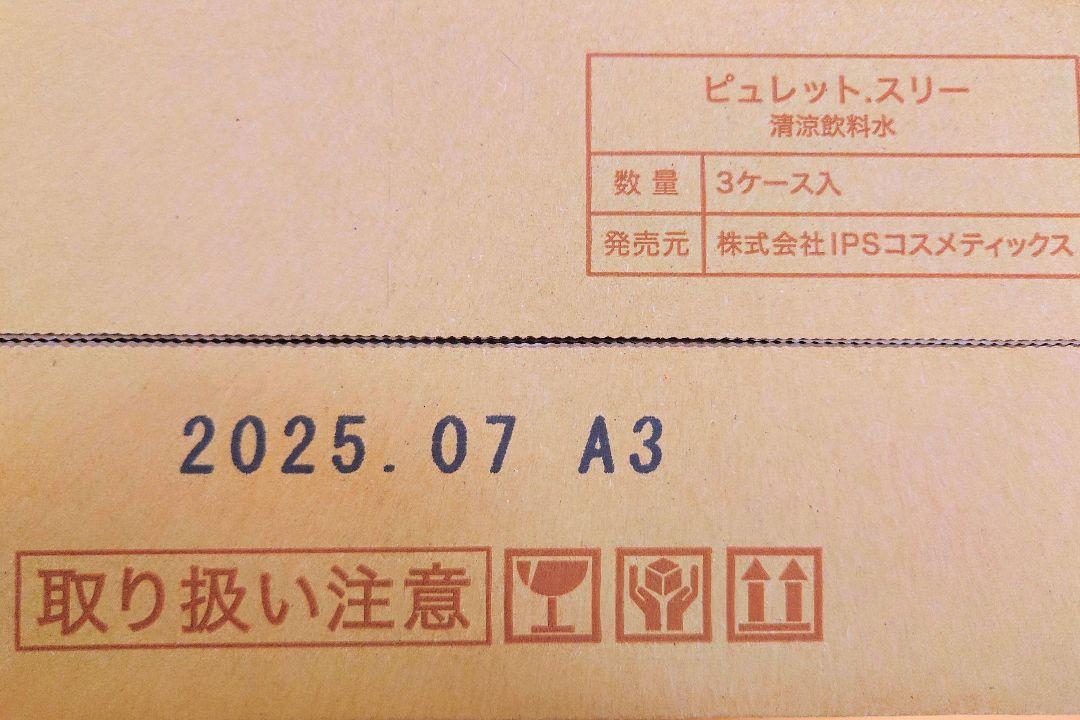 ピュレット.スリー
清涼飲料水
数量 3ケース入
発売元 株式会社IPSコスメティックス
2025.07 A3
取り扱い注意